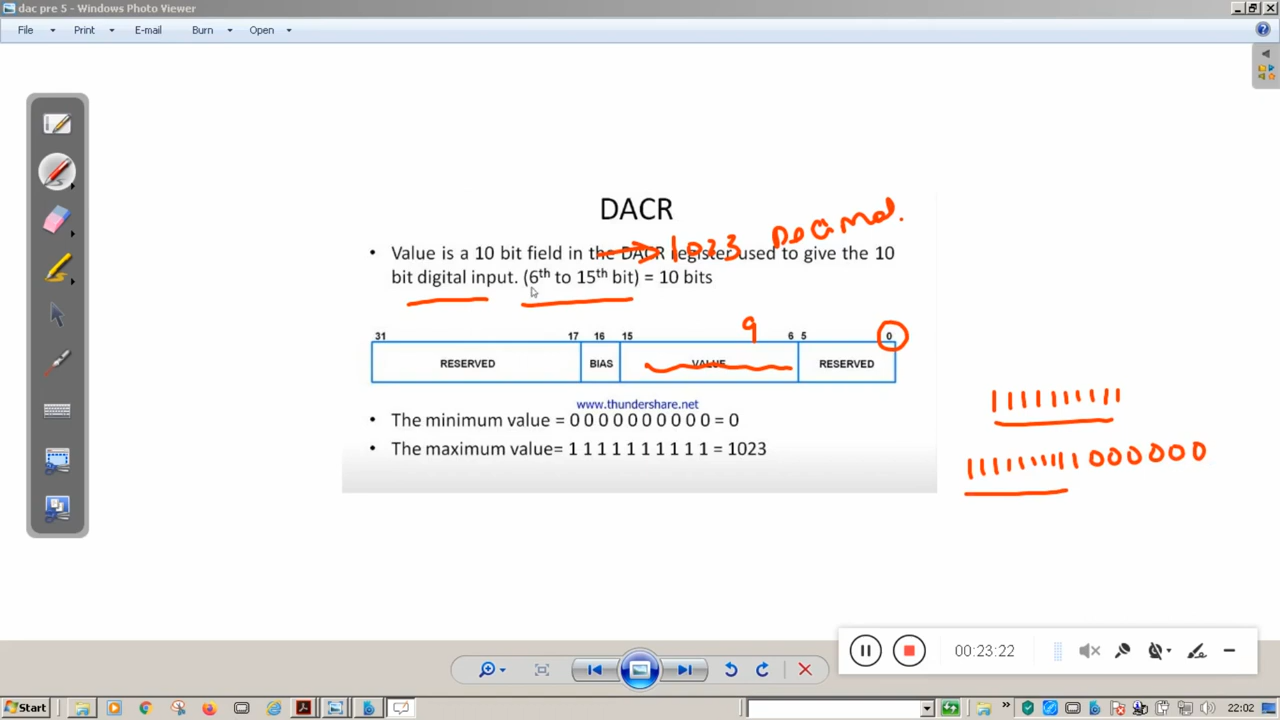 dac pre 5 - Windows Photo Viewer
File Print E-mail Burn Open
DACR
Decimal.
• Value is a 10 bit field in the DACR register used to give the 10
→ 1023
bit digital input. (6th to 15th bit) = 10 bits
9
31 17 16 15 6 5 0
RESERVED BIAS VALUE RESERVED
www.thundershare.net
• The minimum value = 0 0 0 0 0 0 0 0 0 0 = 0
• The maximum value= 1 1 1 1 1 1 1 1 1 1 = 1023
1111111111
1111111111000000
00:23:22
Start
22:02